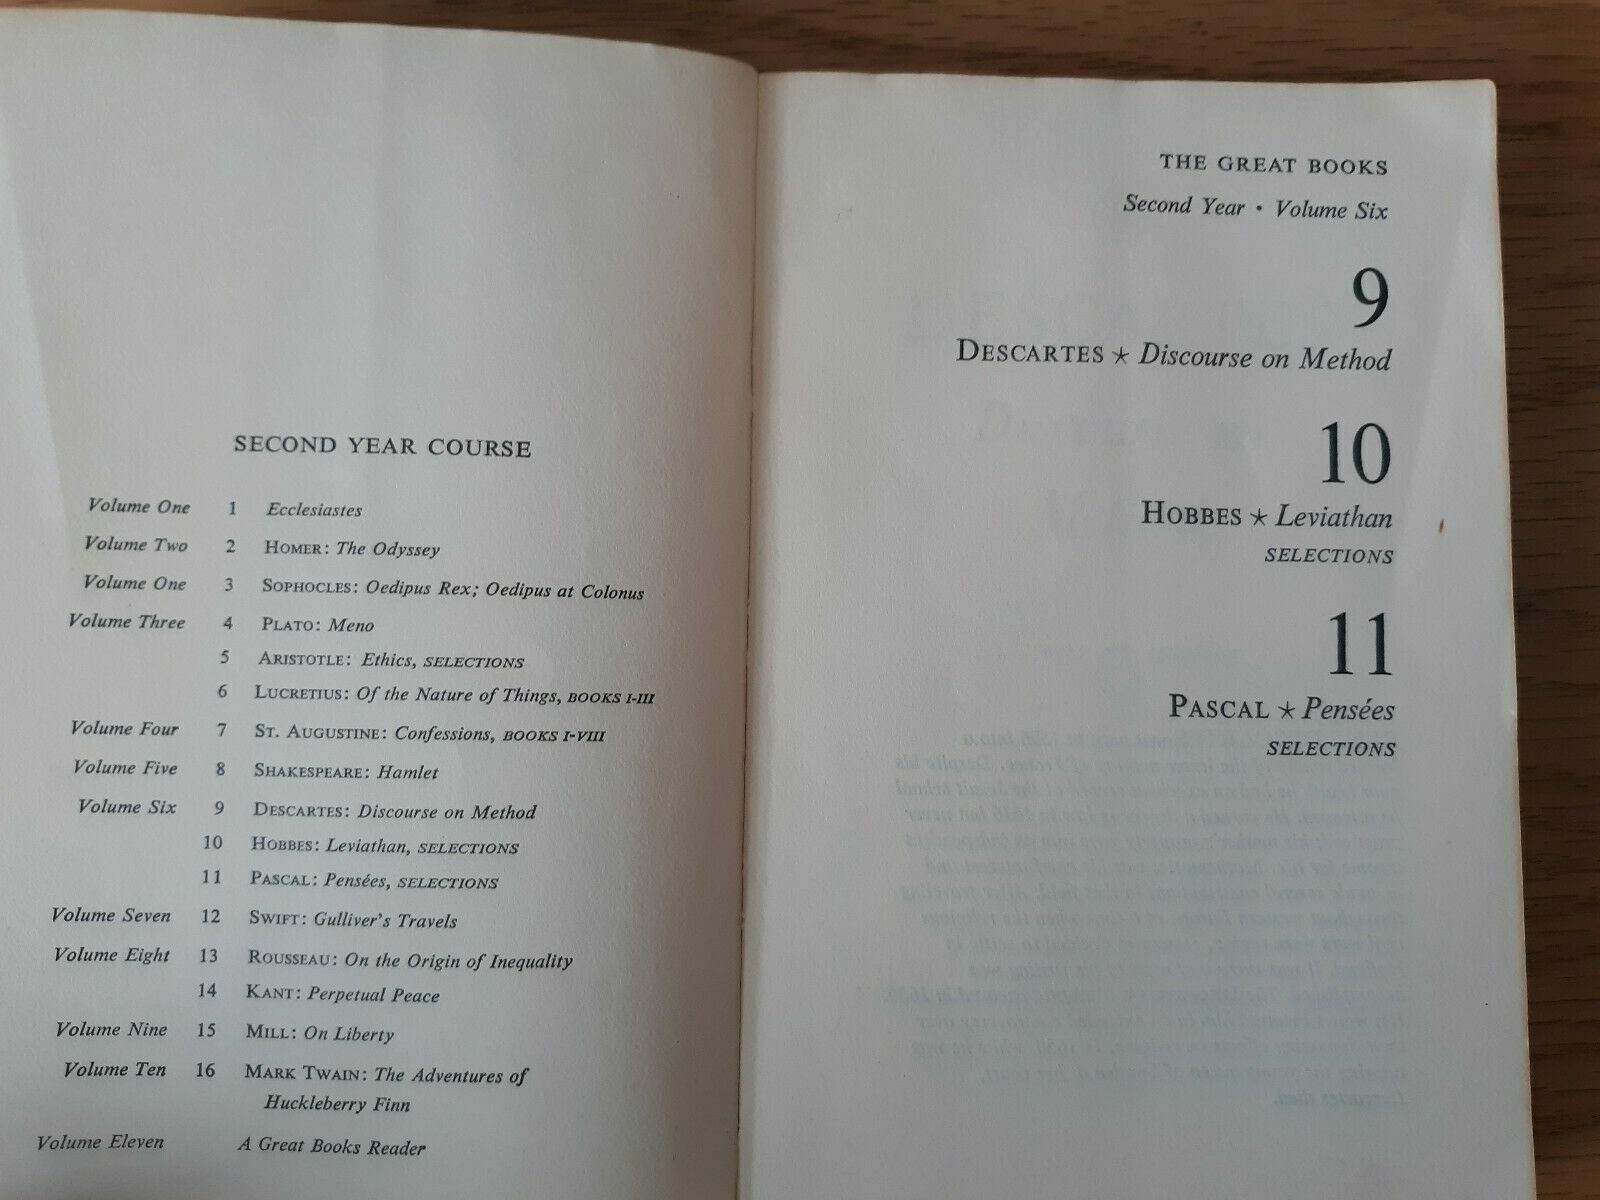 SECOND YEAR COURSE
Volume One 1 Ecclesiastes
Volume Two 2 HOMER: The Odyssey
Volume One 3 SOPHOCLES: Oedipus Rex; Oedipus at Colonus
Volume Three 4 PLATO: Meno
5 ARISTOTLE: Ethics, SELECTIONS
6 LUCRETIUS: Of the Nature of Things, BOOKS I-III
Volume Four 7 ST. AUGUSTINE: Confessions, BOOKS I-VIII
Volume Five 8 SHAKESPEARE: Hamlet
Volume Six 9 DESCARTES: Discourse on Method
10 HOBBES: Leviathan, SELECTIONS
11 PASCAL: Pensées, SELECTIONS
Volume Seven 12 SWIFT: Gulliver's Travels
Volume Eight 13 ROUSSEAU: On the Origin of Inequality
14 KANT: Perpetual Peace
Volume Nine 15 MILL: On Liberty
Volume Ten 16 MARK TWAIN: The Adventures of
Huckleberry Finn
Volume Eleven A Great Books Reader
THE GREAT BOOKS
Second Year • Volume Six
9
DESCARTES ★ Discourse on Method
10
HOBBES ★ Leviathan
SELECTIONS
11
PASCAL ★ Pensées
SELECTIONS